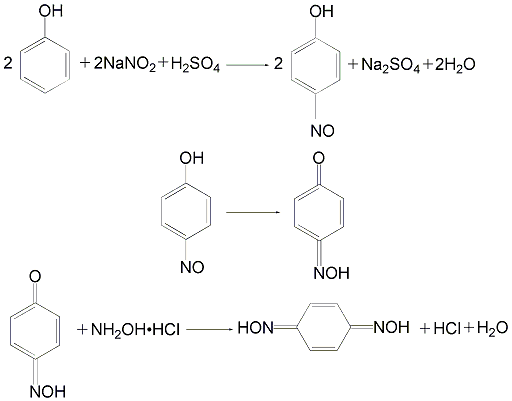 OH OH
2 + 2NaNO₂ + H₂SO₄ 2 + Na₂SO₄ + 2H₂O
NO
OH O
NO NOH
O
+ NH₂OH•HCl HON NOH + HCl + H₂O
NOH